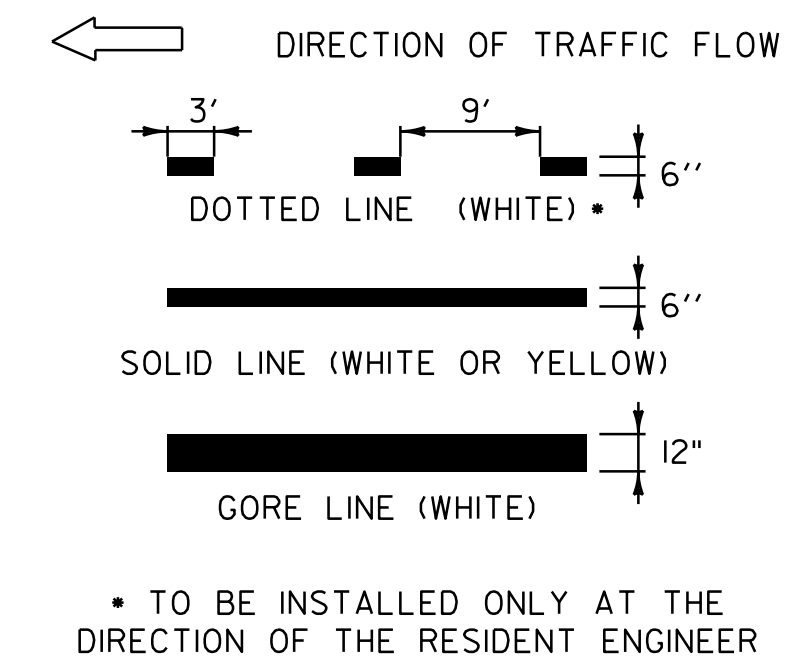 DIRECTION OF TRAFFIC FLOW
3' 9'
6''
DOTTED LINE (WHITE) *
6''
SOLID LINE (WHITE OR YELLOW)
12"
GORE LINE (WHITE)
* TO BE INSTALLED ONLY AT THE
DIRECTION OF THE RESIDENT ENGINEER